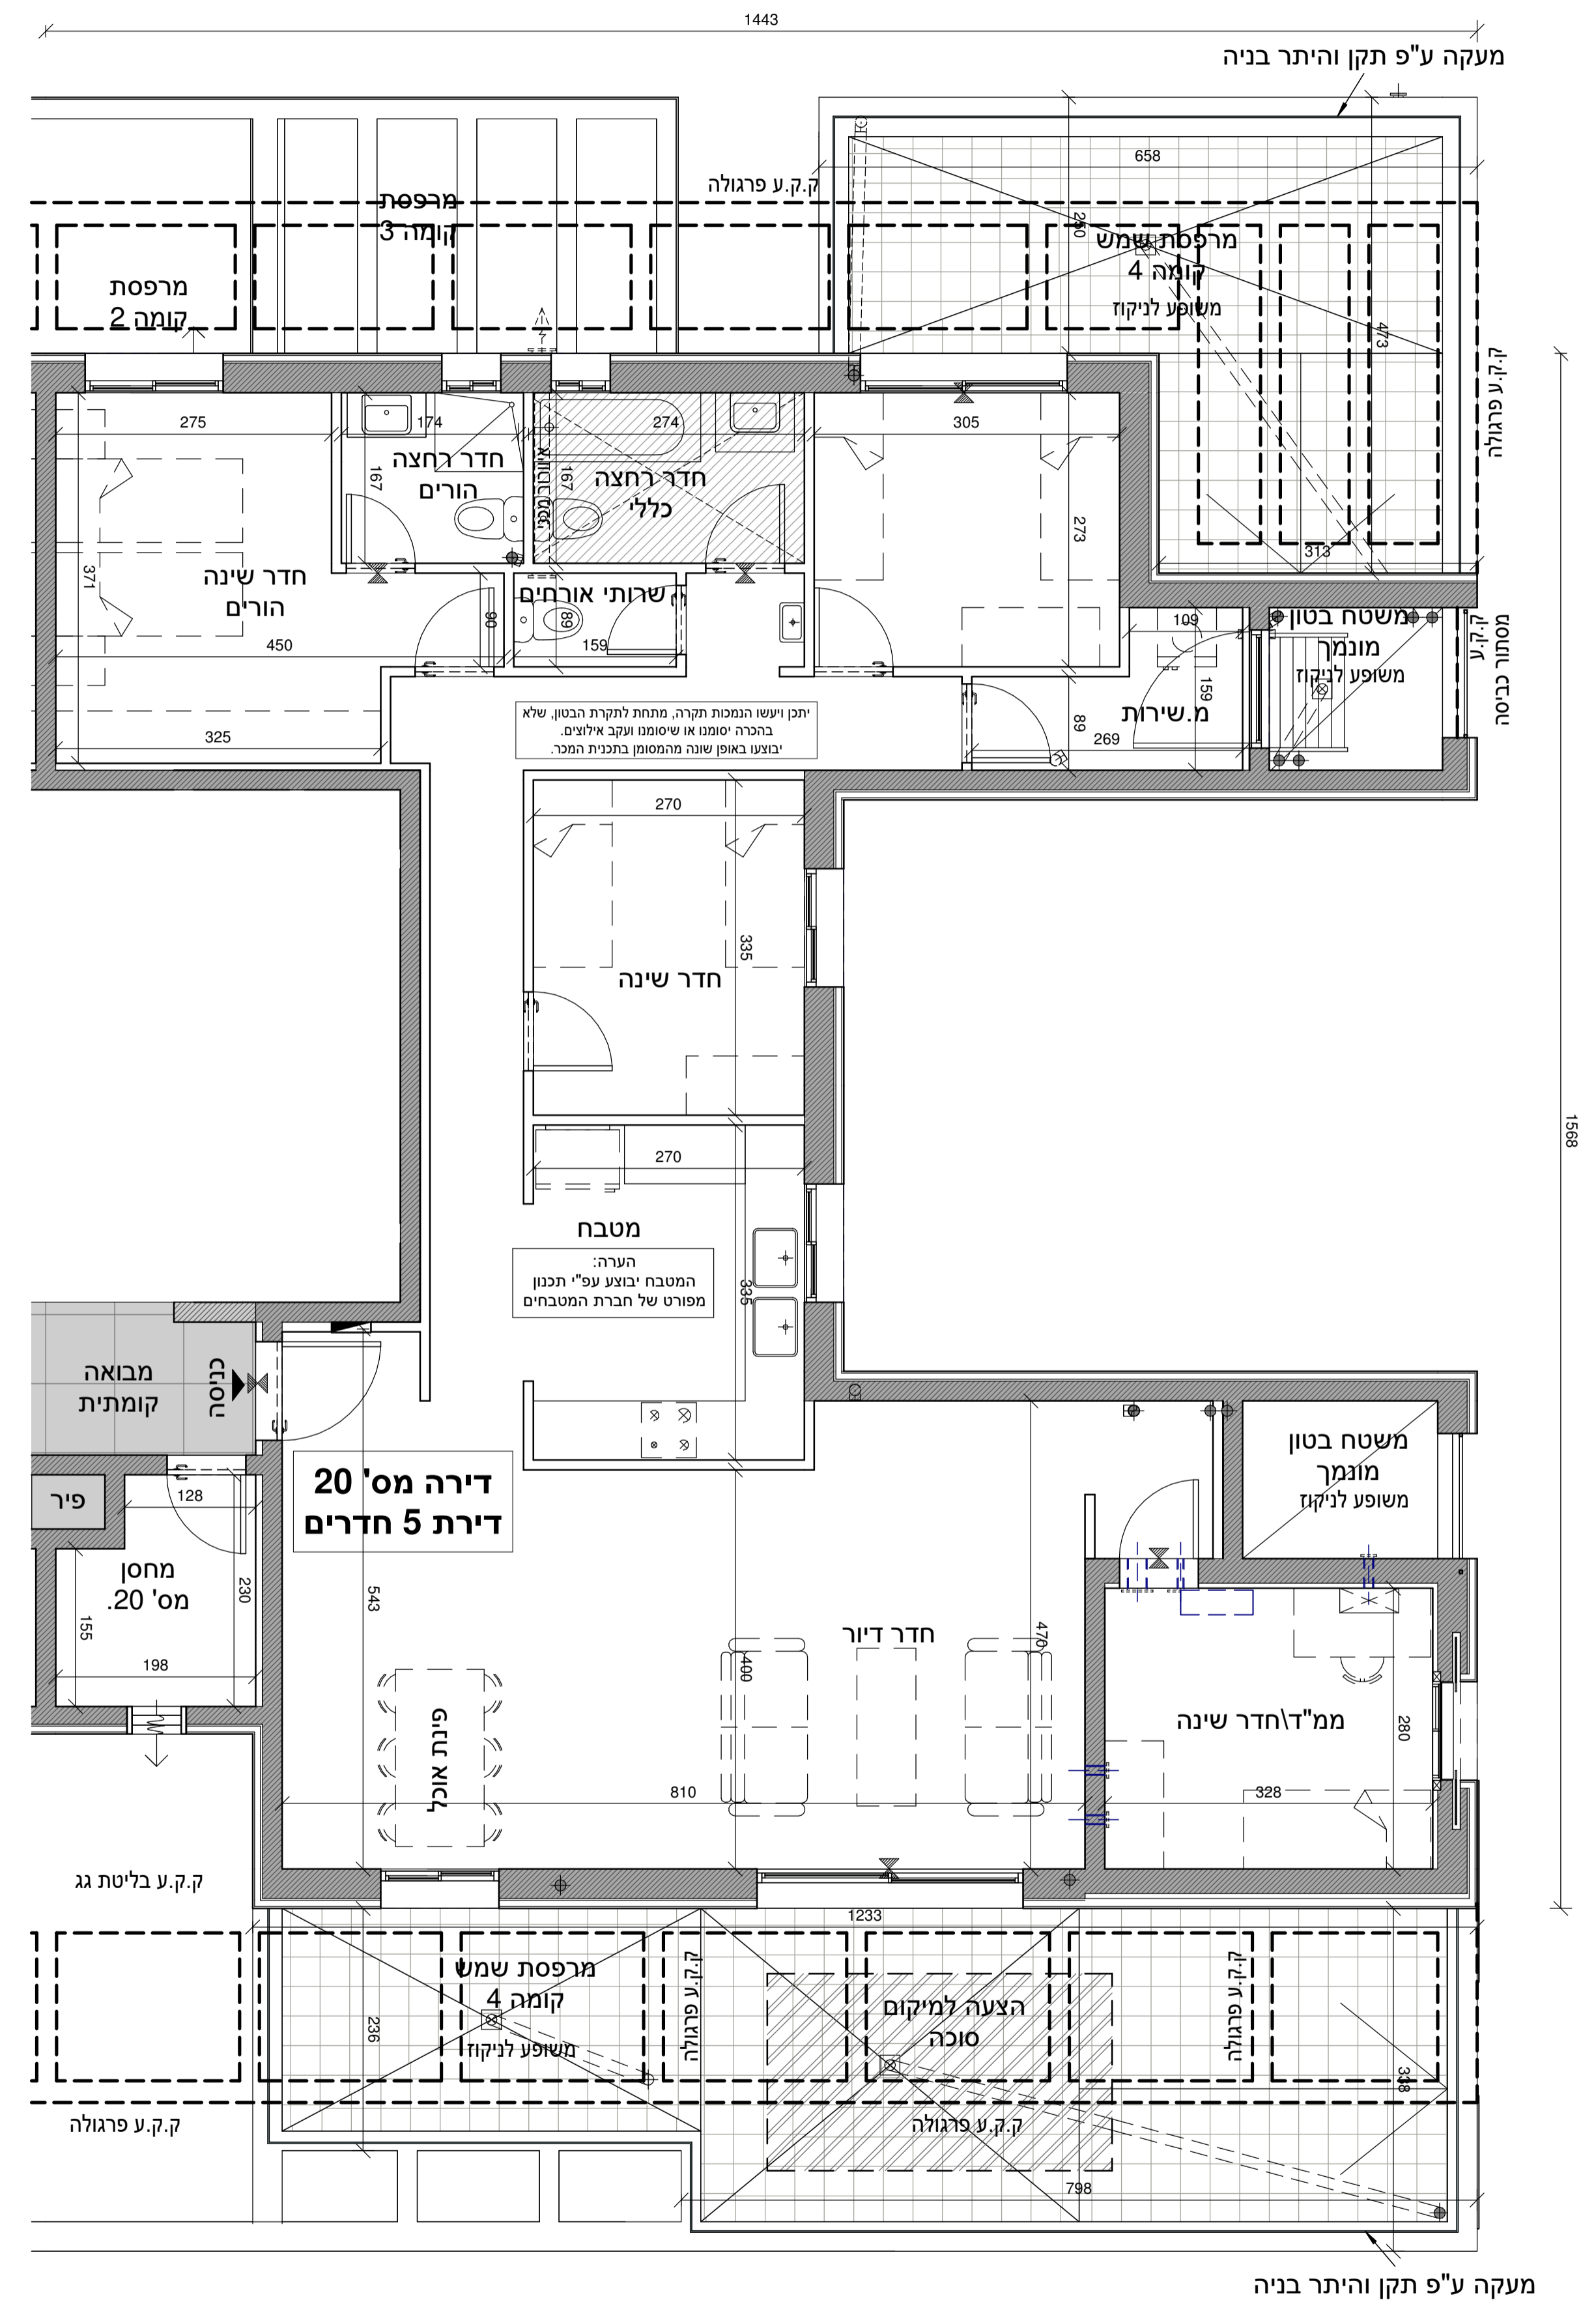 1443
מעקה ע"פ תקן והיתר בניה
658
ק.ק.ע פרגולה
מרפסת
קומה 3
250
מרפסת שמש
קומה 4
משופע לניקוז
מרפסת
קומה 2
473
ק.ק.ע פרגולה
275
174
274
305
חדר רחצה
הורים
167
167
חדר רחצה
כללי
273
313
חדר שינה
הורים
371
שרותי אורחים
90
89
159
450
109
משטח בטון
מונמך
משופע לניקוז
ק.ק.ע
מסתור כביסה
159
מ.שירות
89
269
325
יתכן ויעשו הנמכות תקרה, מתחת לתקרת הבטון, שלא
בהכרה יסומנו או שיסומנו ועקב אילוצים.
יבוצעו באופן שונה מהמסומן בתכנית המכר.
270
335
חדר שינה
1568
270
מטבח
הערה:
המטבח יבוצע עפ"י תכנון
מפורט של חברת המטבחים
335
מבואה
קומתית
כניסה
דירה מס' 20
דירת 5 חדרים
משטח בטון
מונמך
משופע לניקוז
פיר
128
מחסן
מס' 20.
230
155
198
543
חדר דיור
470
400
פינת אוכל
ממ"ד\חדר שינה
280
810
328
ק.ק.ע בליטת גג
1233
מרפסת שמש
קומה 4
משופע לניקוז
236
ק.ק.ע פרגולה
הצעה למיקום
סוכה
ק.ק.ע פרגולה
338
ק.ק.ע פרגולה
ק.ק.ע פרגולה
798
מעקה ע"פ תקן והיתר בניה